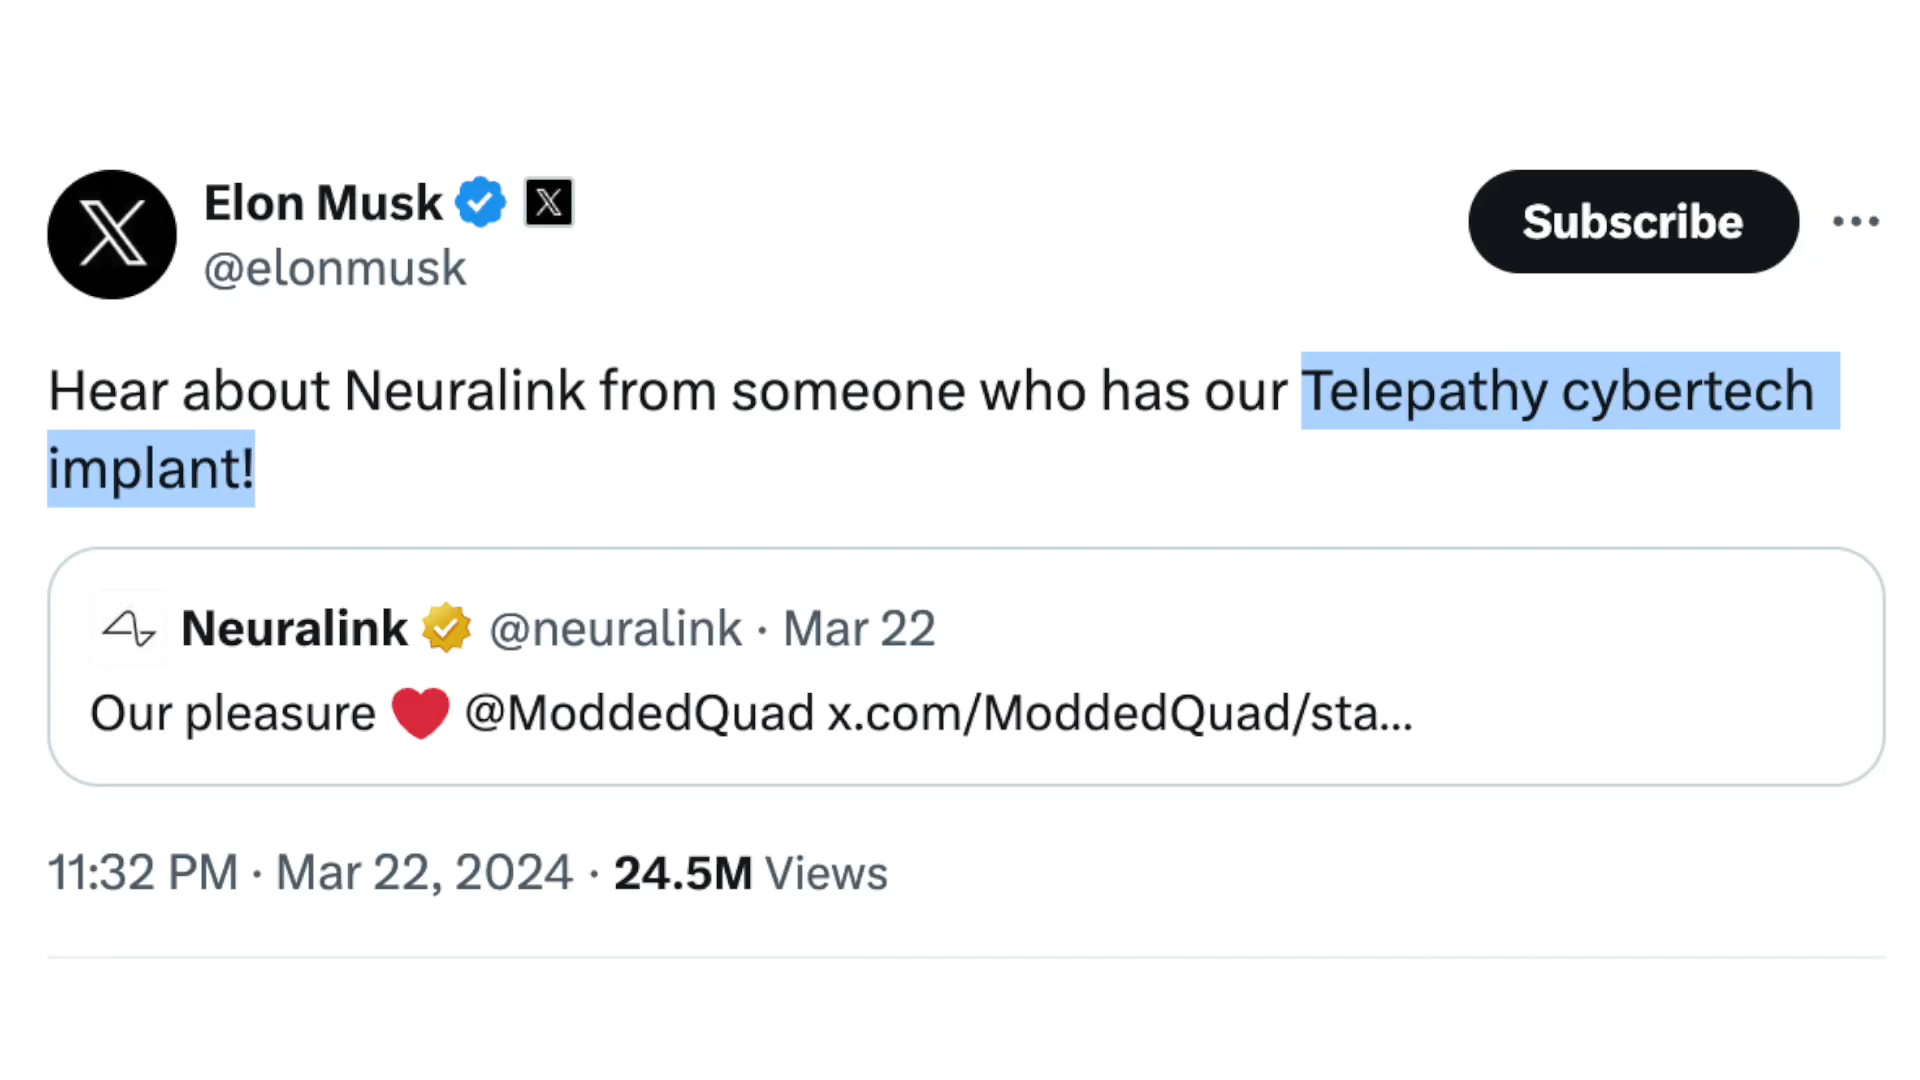 Elon Musk
@elonmusk
Subscribe
Hear about Neuralink from someone who has our Telepathy cybertech
implant!
Neuralink @neuralink · Mar 22
Our pleasure ❤️ @ModdedQuad x.com/ModdedQuad/sta...
11:32 PM · Mar 22, 2024 · 24.5M Views